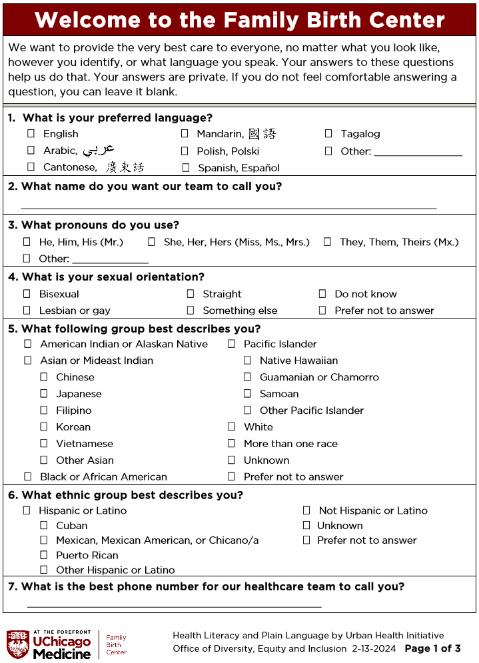 Welcome to the Family Birth Center
We want to provide the very best care to everyone, no matter what you look like,
however you identify, or what language you speak. Your answers to these questions
help us do that. Your answers are private. If you do not feel comfortable answering a
question, you can leave it blank.
1. What is your preferred language?
☐ English ☐ Mandarin, 國語 ☐ Tagalog
☐ Arabic, عربي ☐ Polish, Polski ☐ Other: ____________
☐ Cantonese, 廣東話 ☐ Spanish, Español
2. What name do you want our team to call you?
3. What pronouns do you use?
☐ He, Him, His (Mr.) ☐ She, Her, Hers (Miss, Ms., Mrs.) ☐ They, Them, Theirs (Mx.)
☐ Other: ____________
4. What is your sexual orientation?
☐ Bisexual ☐ Straight ☐ Do not know
☐ Lesbian or gay ☐ Something else ☐ Prefer not to answer
5. What following group best describes you?
☐ American Indian or Alaskan Native ☐ Pacific Islander
☐ Asian or Mideast Indian ☐ Native Hawaiian
☐ Chinese ☐ Guamanian or Chamorro
☐ Japanese ☐ Samoan
☐ Filipino ☐ Other Pacific Islander
☐ Korean ☐ White
☐ Vietnamese ☐ More than one race
☐ Other Asian ☐ Unknown
☐ Black or African American ☐ Prefer not to answer
6. What ethnic group best describes you?
☐ Hispanic or Latino ☐ Not Hispanic or Latino
☐ Cuban ☐ Unknown
☐ Mexican, Mexican American, or Chicano/a ☐ Prefer not to answer
☐ Puerto Rican
☐ Other Hispanic or Latino
7. What is the best phone number for our healthcare team to call you?
AT THE FOREFRONT
UChicago
Medicine
Family
Birth
Center
Health Literacy and Plain Language by Urban Health Initiative
Office of Diversity, Equity and Inclusion 2-13-2024 Page 1 of 3